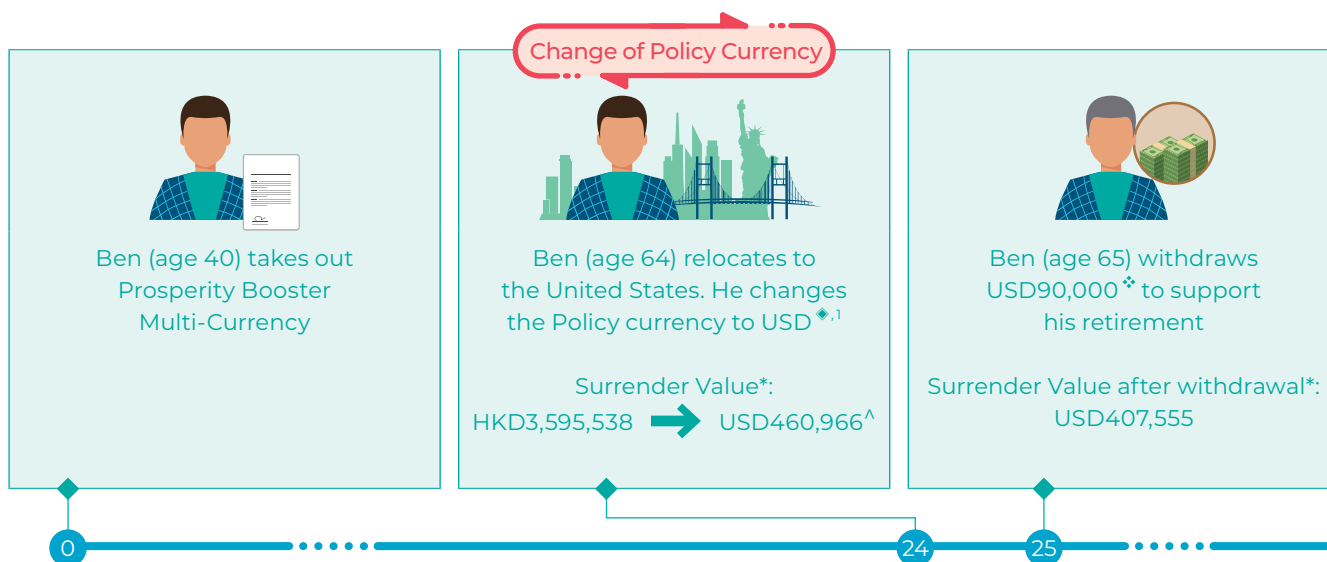 Change of Policy Currency
Ben (age 40) takes out
Prosperity Booster
Multi-Currency
Ben (age 64) relocates to
the United States. He changes
the Policy currency to USD◈,1
Surrender Value*:
HKD3,595,538 ➔ USD460,966^
Ben (age 65) withdraws
USD90,000❖ to support
his retirement
Surrender Value after withdrawal*:
USD407,555
0
24
25